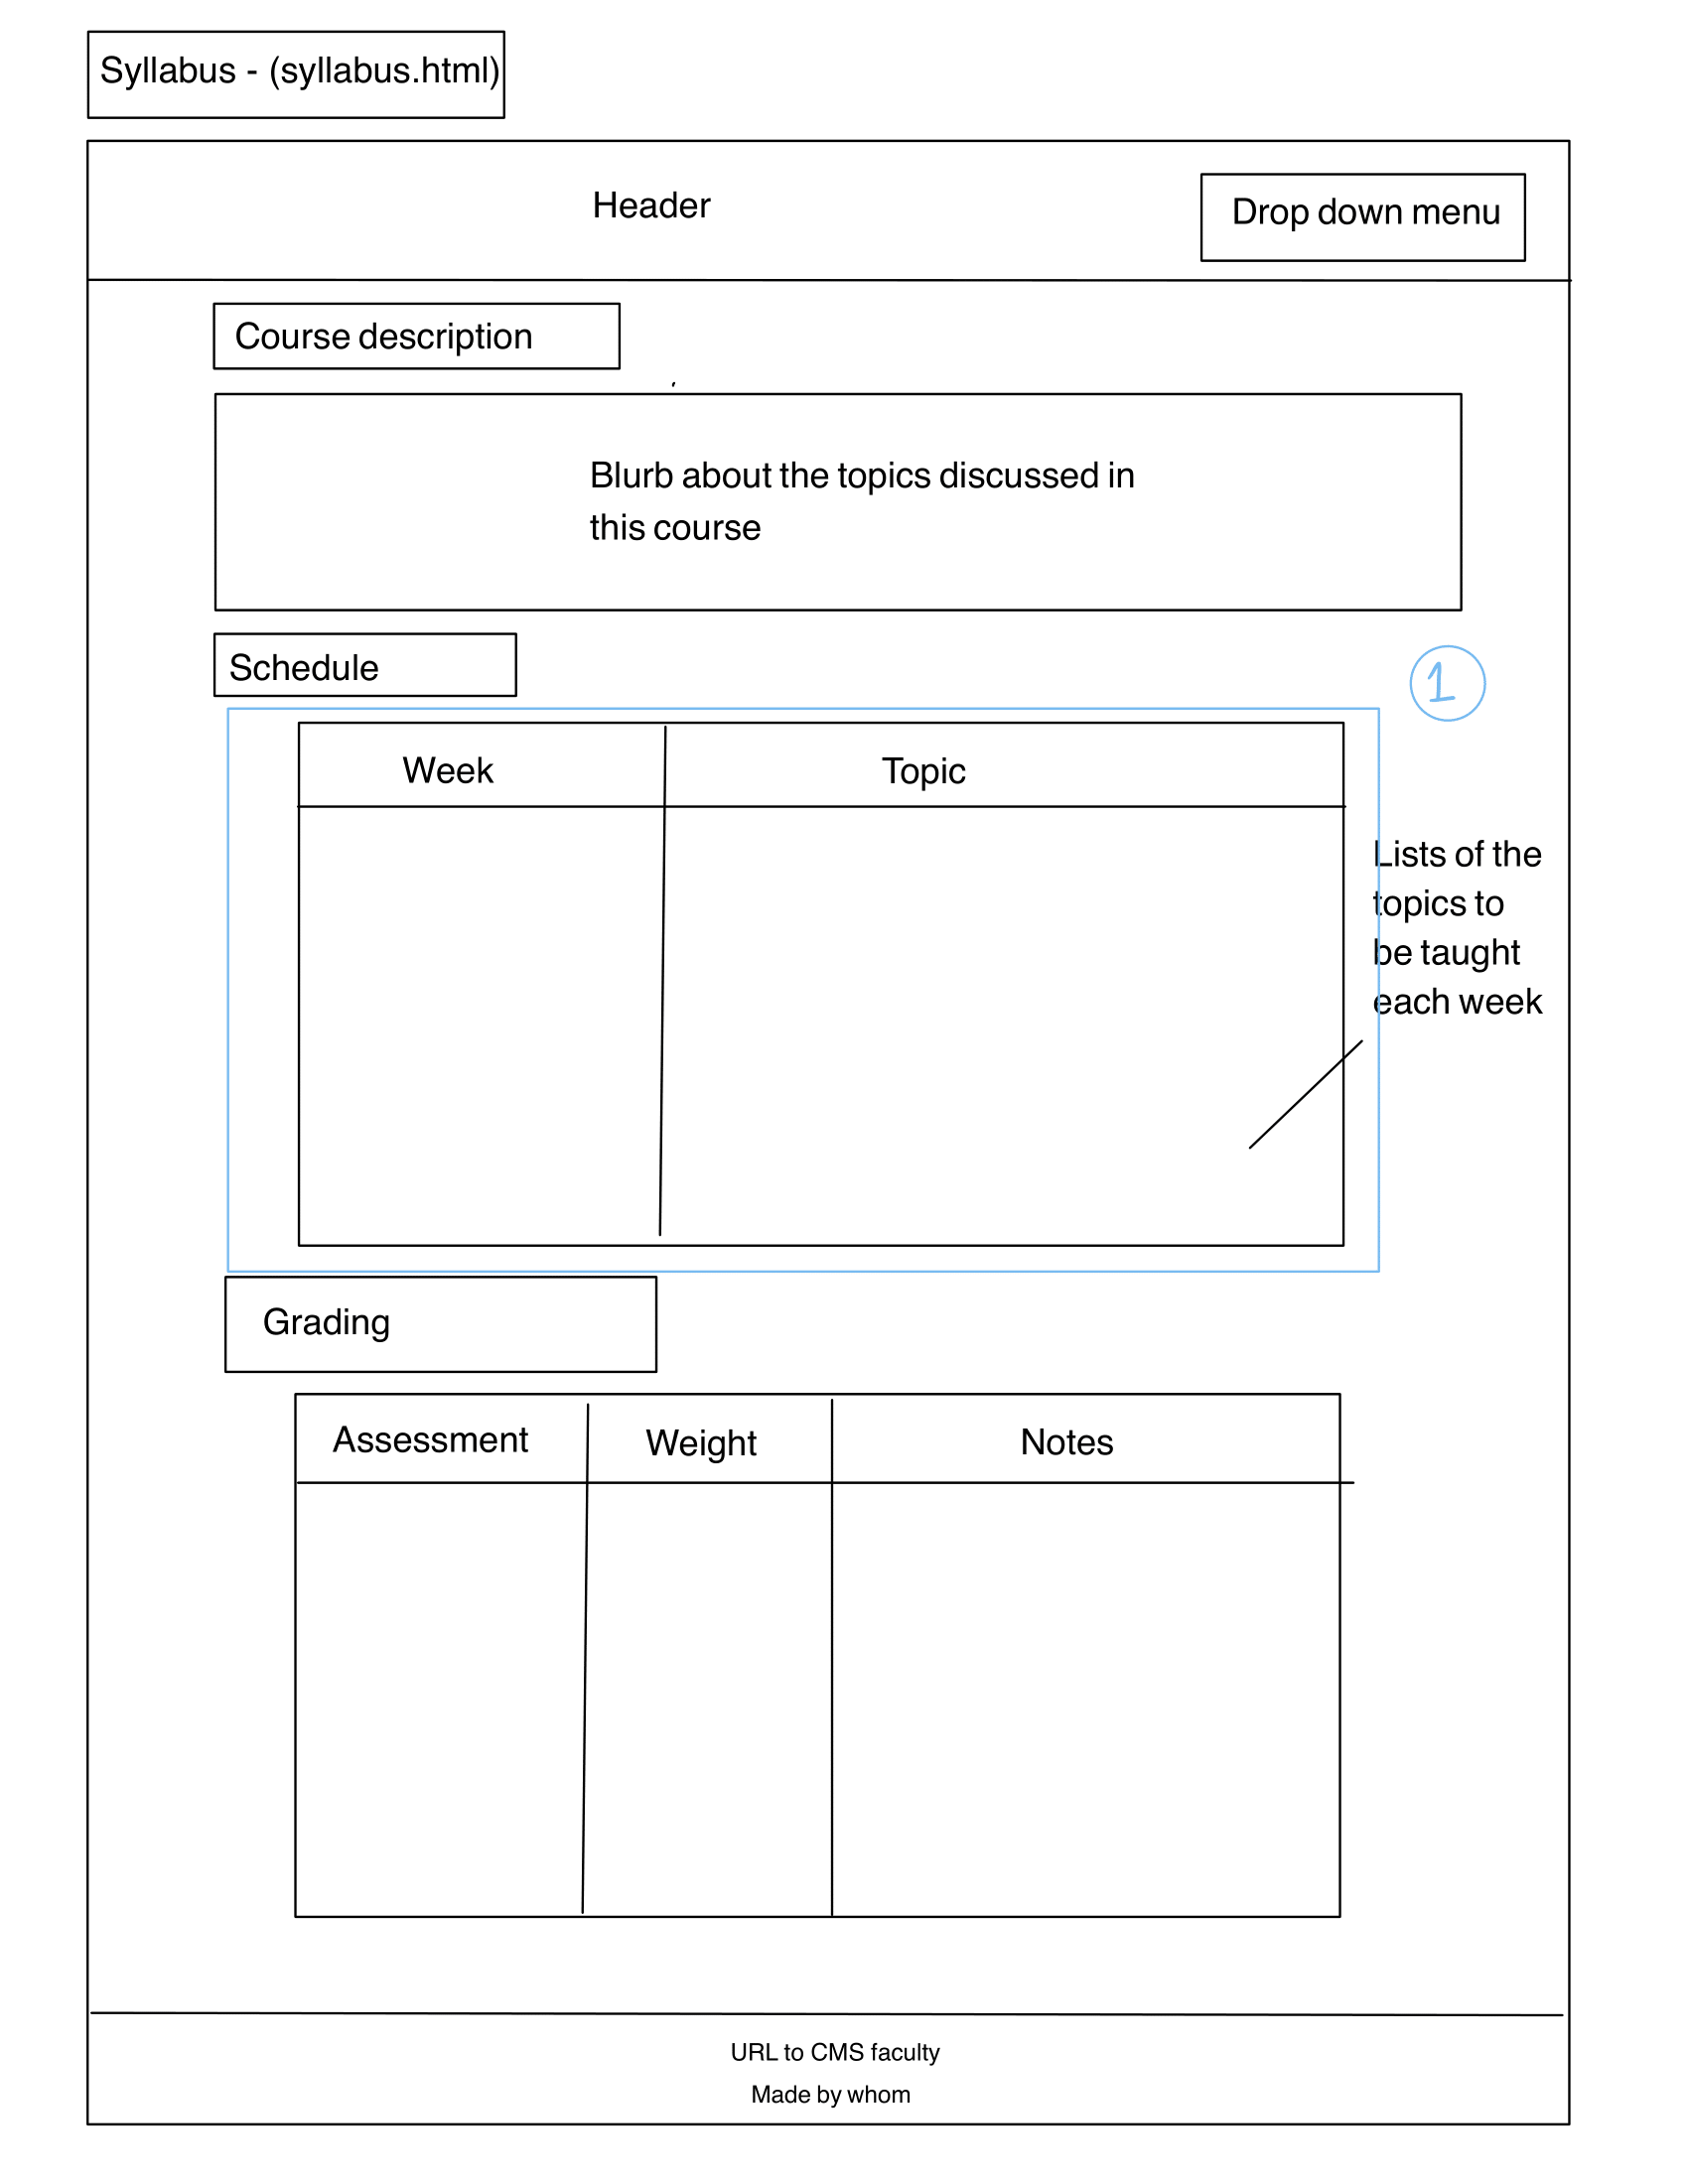 Syllabus - (syllabus.html)
Header
Drop down menu
Course description
Blurb about the topics discussed in
this course
Schedule
1
Week
Topic
Lists of the
topics to
be taught
each week
Grading
Assessment
Weight
Notes
URL to CMS faculty
Made by whom